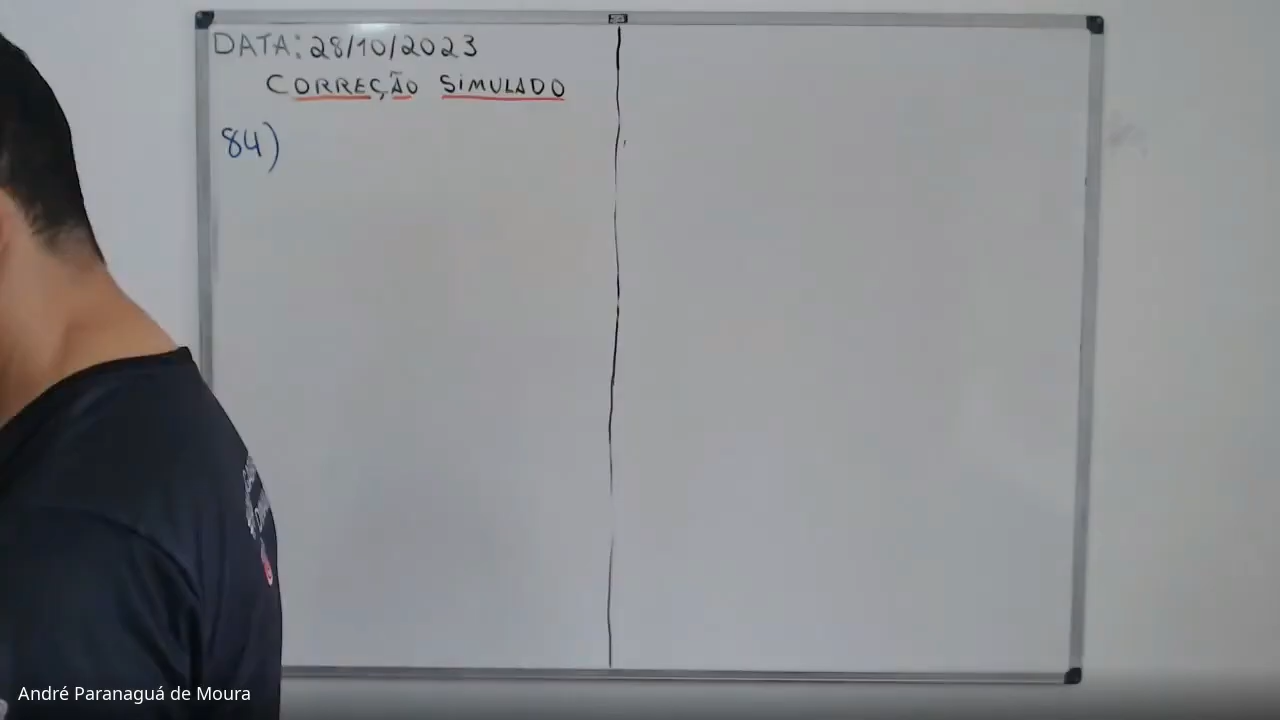 DATA: 28/10/2023
CORREÇÃO SIMULADO
84)
André Paranaguá de Moura